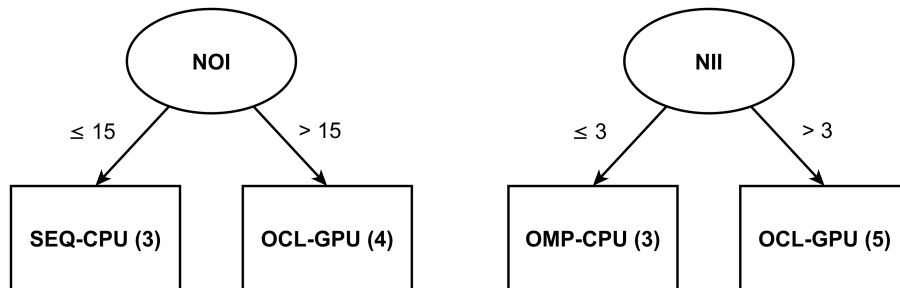 NOI
NII
≤ 15
> 15
≤ 3
> 3
SEQ-CPU (3)
OCL-GPU (4)
OMP-CPU (3)
OCL-GPU (5)